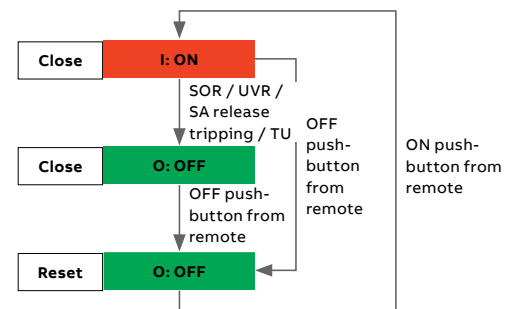 Close
I: ON
SOR / UVR /
SA release
tripping / TU
OFF
push-
button
from
remote
ON push-
button from
remote
Close
O: OFF
OFF push-
button from
remote
Reset
O: OFF